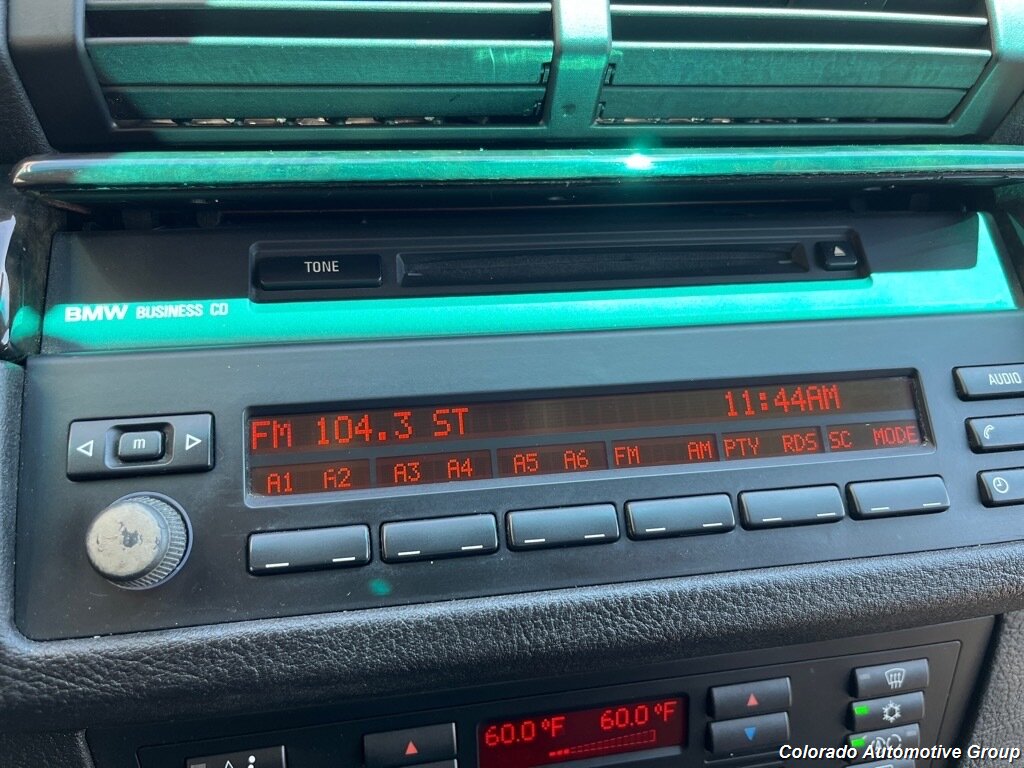 TONE
BMW BUSINESS CD
AUDIO
m
FM 104.3 ST 11:44AM
A1 A2 A3 A4 A5 A6 FM AM PTY RDS SC MODE
60.0°F 60.0°F
Colorado Automotive Group